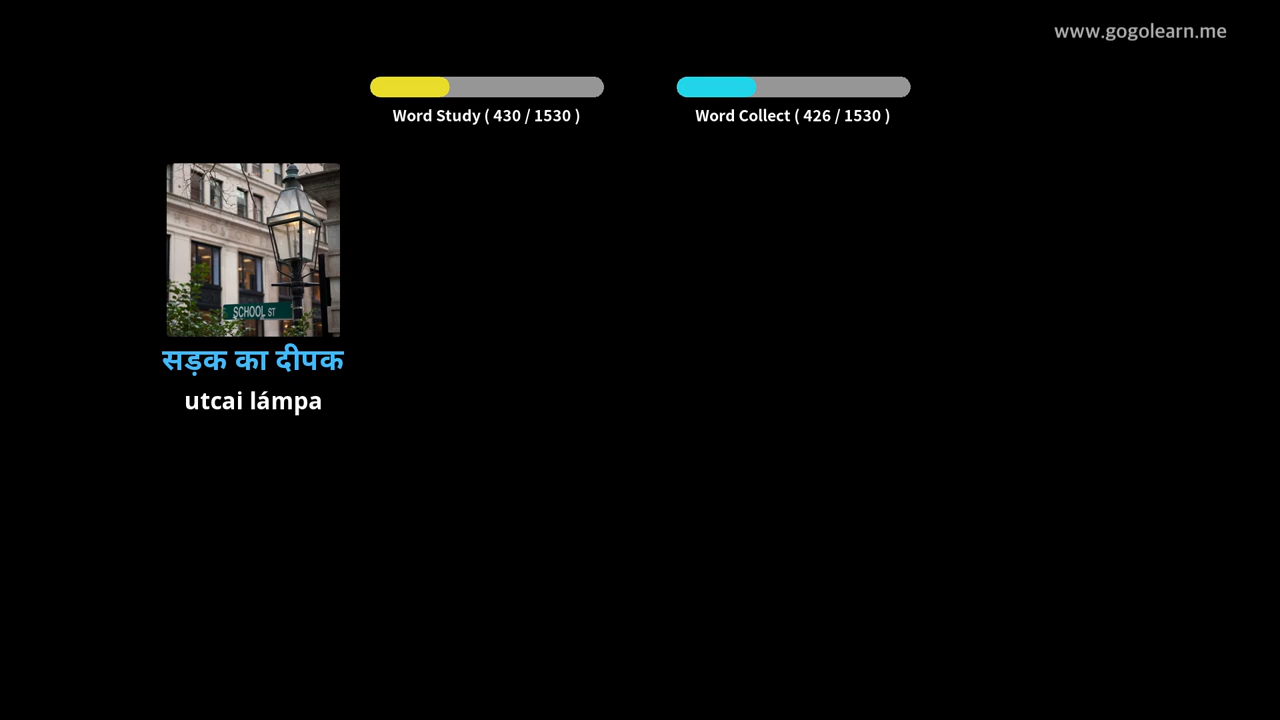 www.gogolearn.me
Word Study ( 430 / 1530 )
Word Collect ( 426 / 1530 )
SCHOOL ST
सड़क का दीपक
utcai lámpa